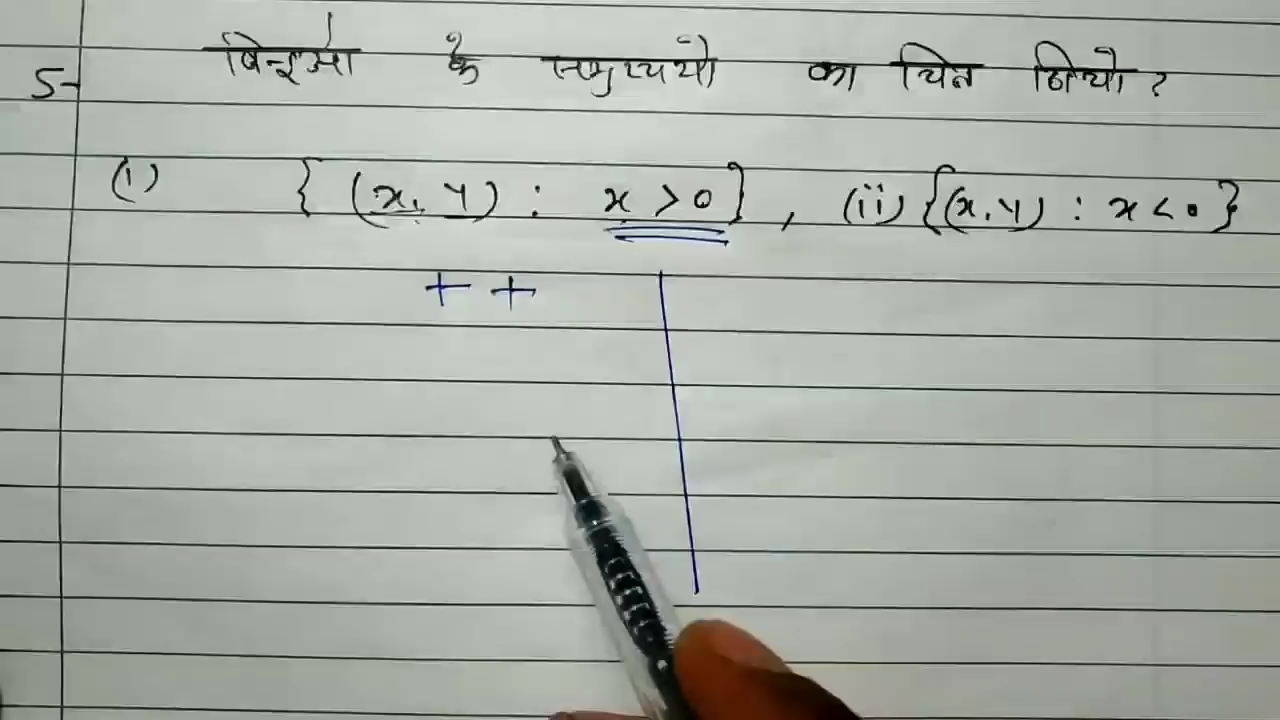 5- बिन्दुओं के समुच्चयों का चित्र खिचों ?
(i) { (x, y) : x > 0 } , (ii) { (x, y) : x < 0 }
+ +